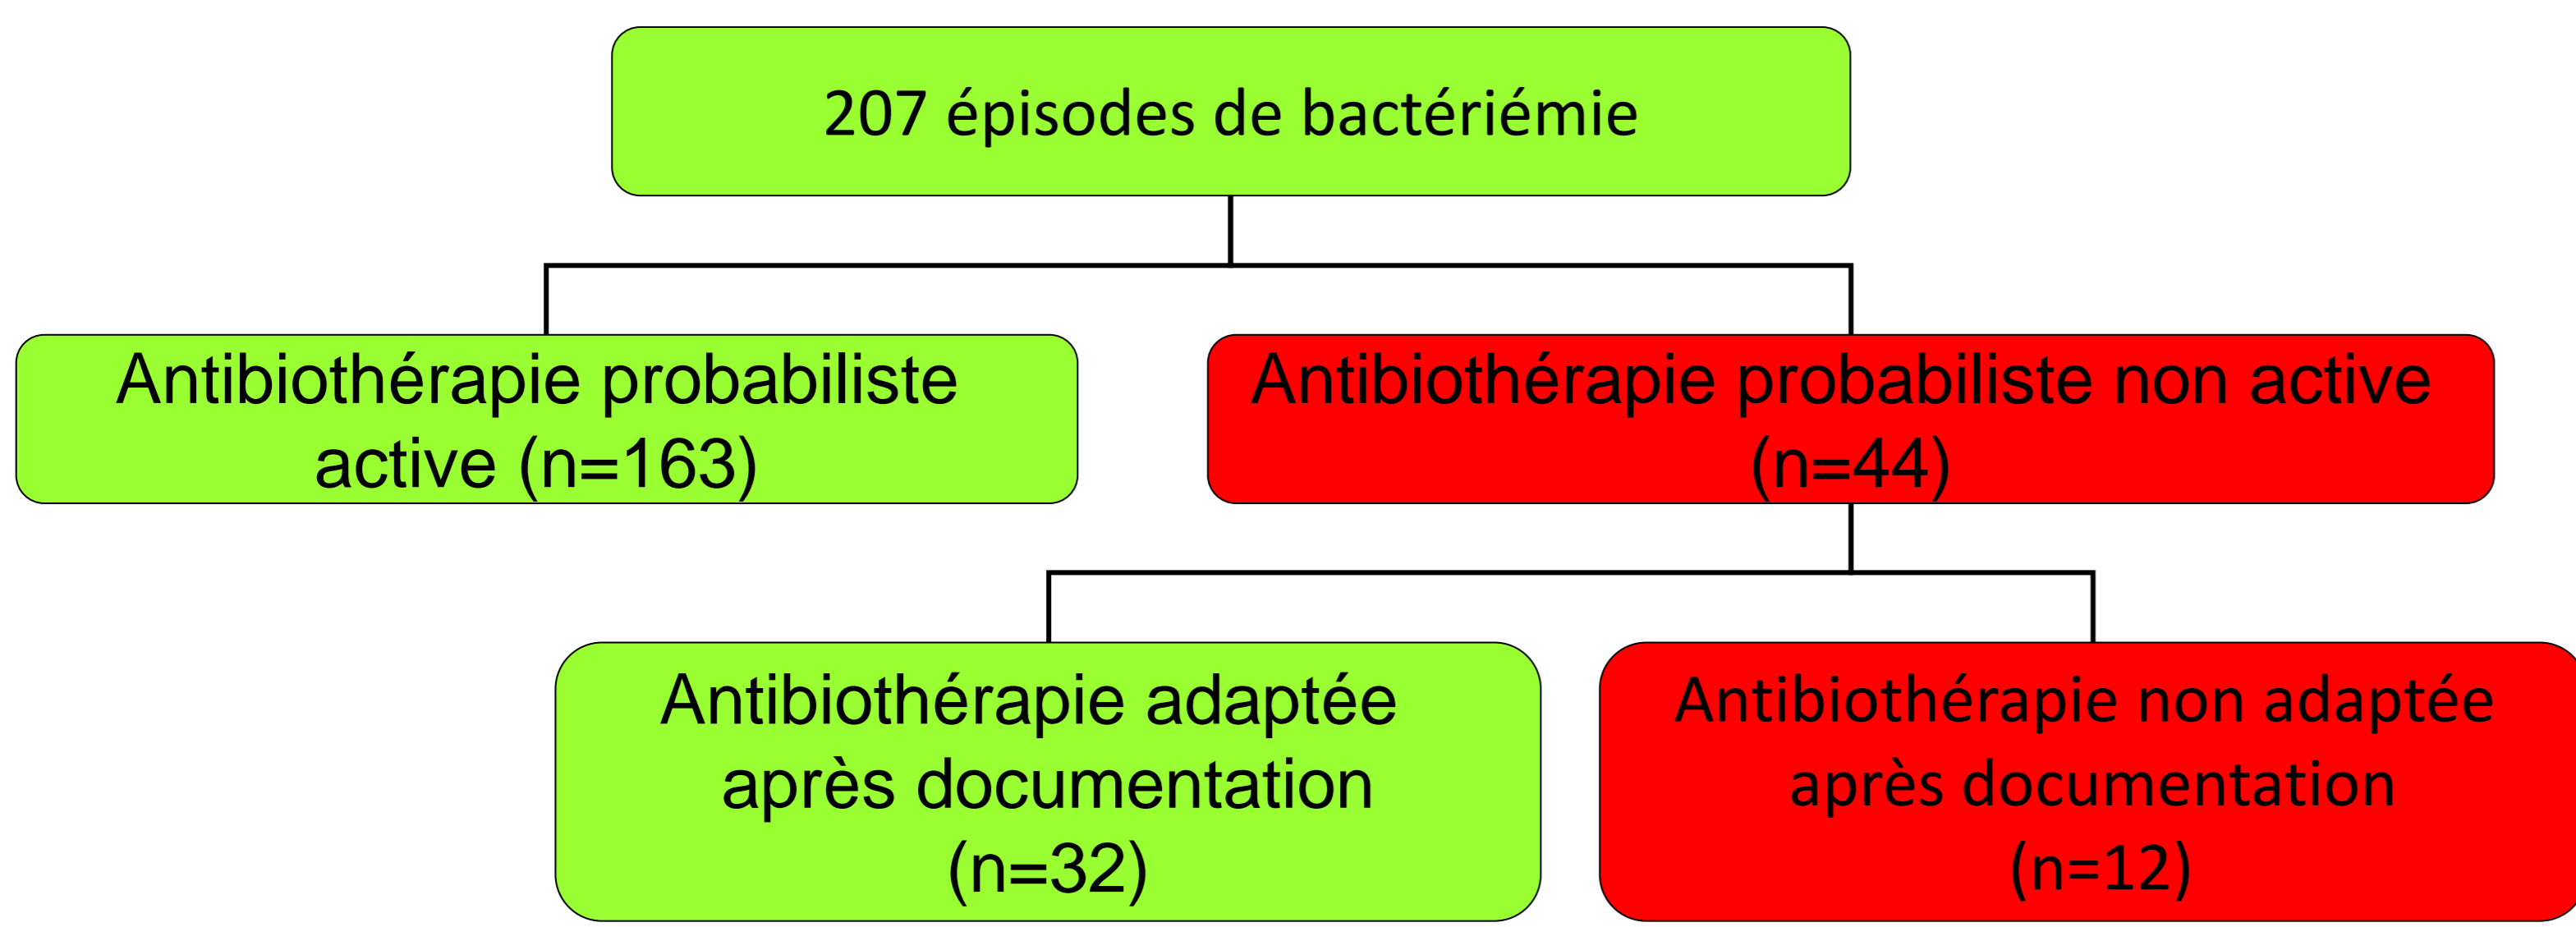 207 épisodes de bactériémie
Antibiothérapie probabiliste
active (n=163)
Antibiothérapie probabiliste non active
(n=44)
Antibiothérapie adaptée
après documentation
(n=32)
Antibiothérapie non adaptée
après documentation
(n=12)